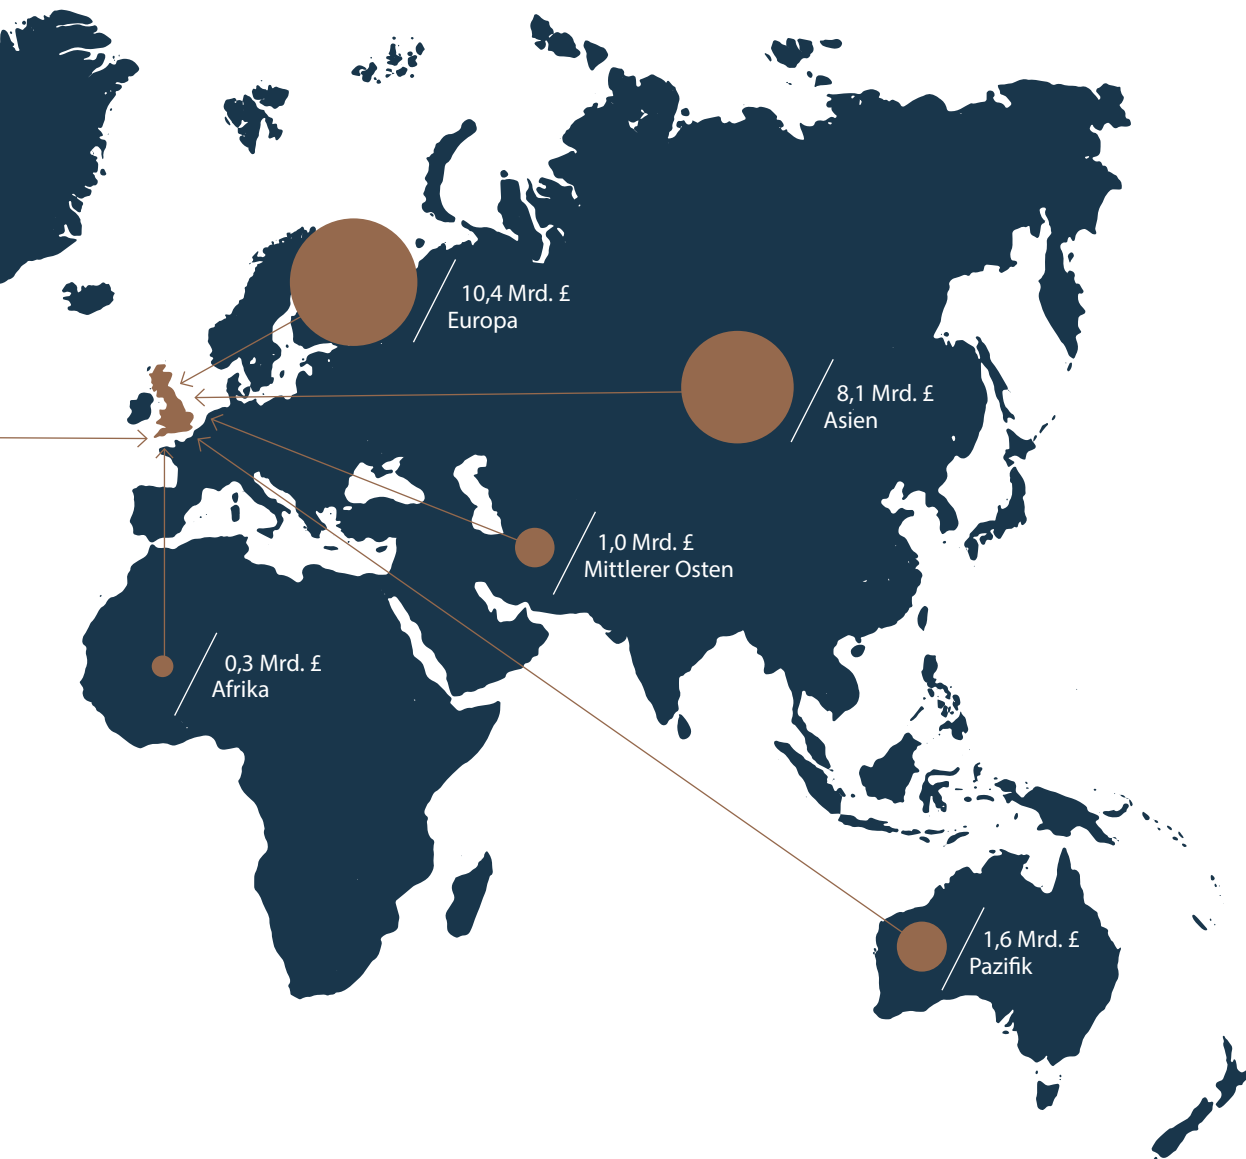 10,4 Mrd. £
Europa
8,1 Mrd. £
Asien
1,0 Mrd. £
Mittlerer Osten
0,3 Mrd. £
Afrika
1,6 Mrd. £
Pazifik